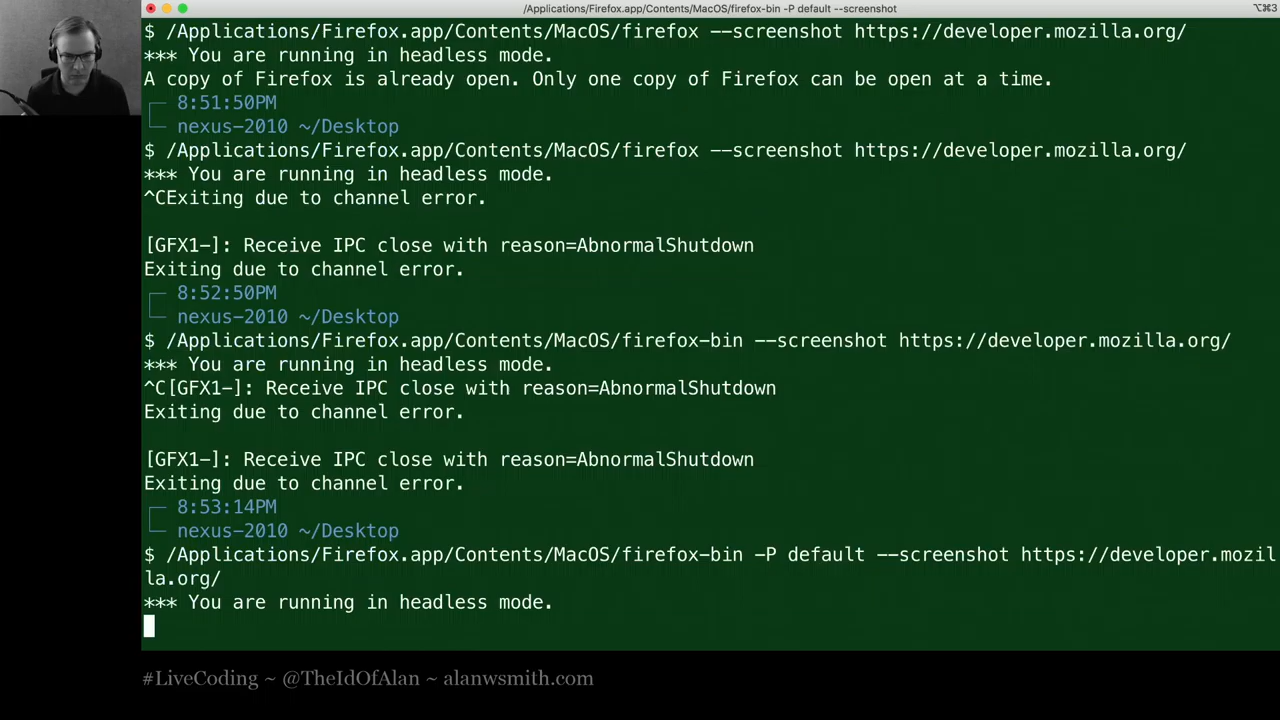 /Applications/Firefox.app/Contents/MacOS/firefox-bin -P default --screenshot
⌥⌘3
$ /Applications/Firefox.app/Contents/MacOS/firefox --screenshot https://developer.mozilla.org/
*** You are running in headless mode.
A copy of Firefox is already open. Only one copy of Firefox can be open at a time.
8:51:50PM
nexus-2010 ~/Desktop
$ /Applications/Firefox.app/Contents/MacOS/firefox --screenshot https://developer.mozilla.org/
*** You are running in headless mode.
^CExiting due to channel error.
[GFX1-]: Receive IPC close with reason=AbnormalShutdown
Exiting due to channel error.
8:52:50PM
nexus-2010 ~/Desktop
$ /Applications/Firefox.app/Contents/MacOS/firefox-bin --screenshot https://developer.mozilla.org/
*** You are running in headless mode.
^C[GFX1-]: Receive IPC close with reason=AbnormalShutdown
Exiting due to channel error.
[GFX1-]: Receive IPC close with reason=AbnormalShutdown
Exiting due to channel error.
8:53:14PM
nexus-2010 ~/Desktop
$ /Applications/Firefox.app/Contents/MacOS/firefox-bin -P default --screenshot https://developer.mozil
la.org/
*** You are running in headless mode.
#LiveCoding ~ @TheIdOfAlan ~ alanwsmith.com